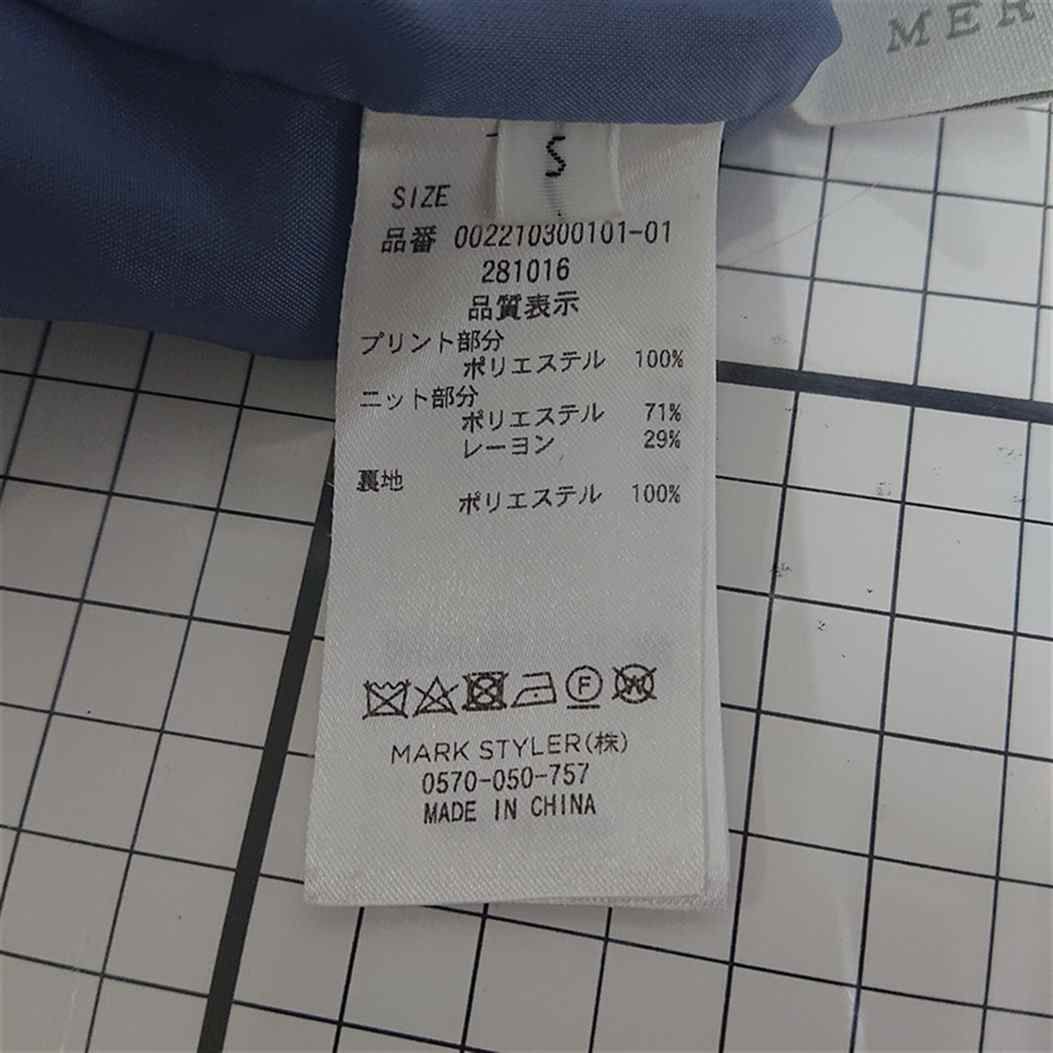 MER
S
SIZE
品番 002210300101-01
281016
品質表示
プリント部分
ポリエステル 100%
ニット部分
ポリエステル 71%
レーヨン 29%
裏地
ポリエステル 100%
F
W
MARK STYLER(株)
0570-050-757
MADE IN CHINA